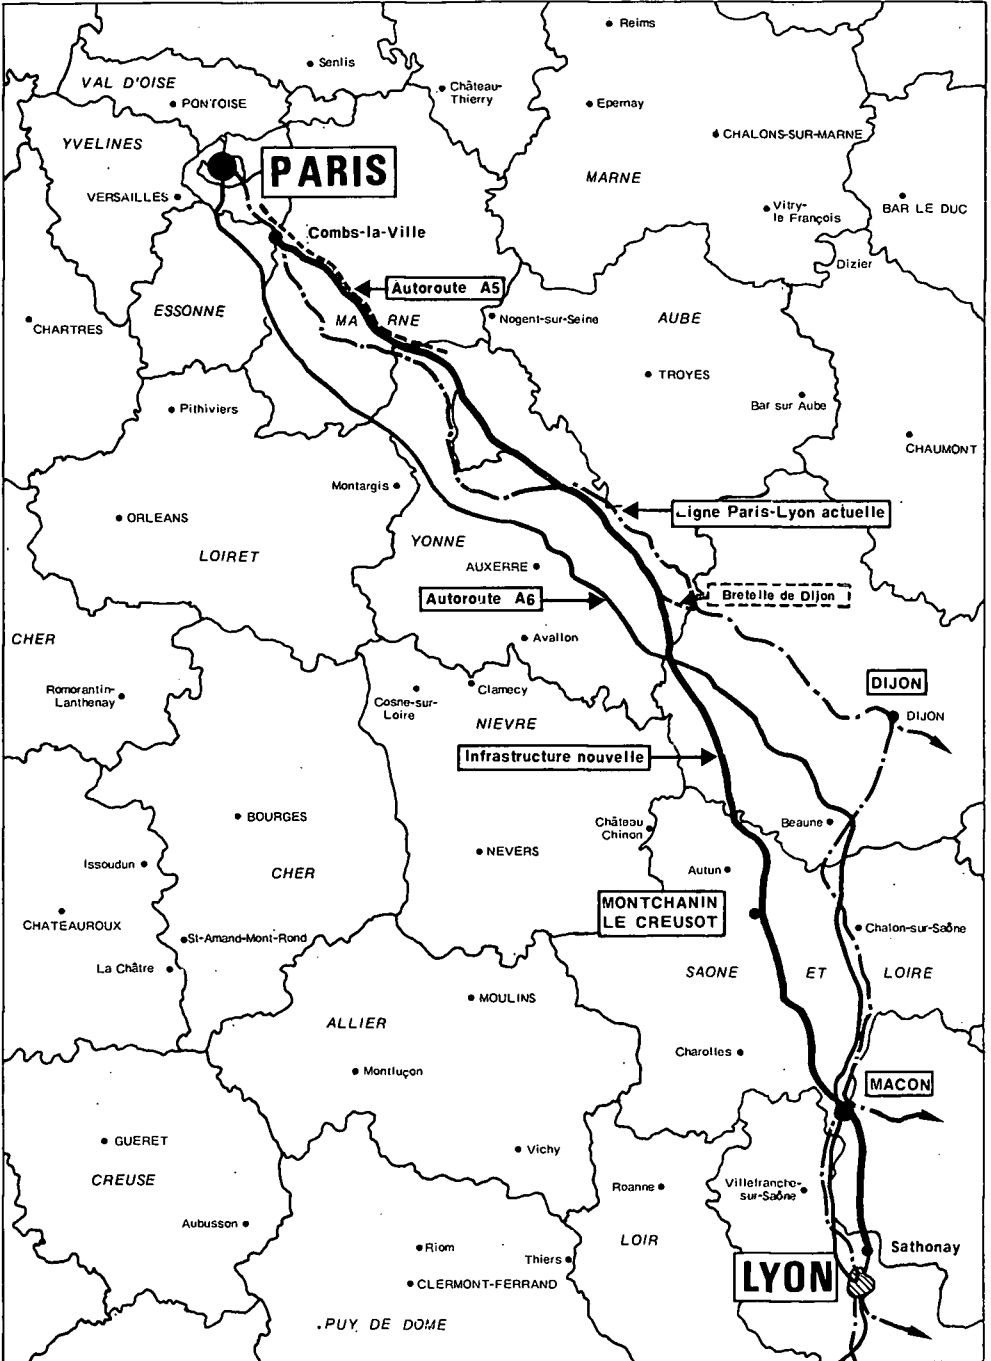 Reims
Senlis
VAL D'OISE
Château-
Thierry
PONTOISE
Epernay
CHALONS-SUR-MARNE
YVELINES
PARIS
MARNE
VERSAILLES
Vitry-
le François
BAR LE DUC
Combs-la-Ville
Dizier
Autoroute A5
ESSONNE
MA RNE
Nogent-sur-Seine
AUBE
CHARTRES
TROYES
Pithiviers
Bar sur Aube
CHAUMONT
Montargis
ORLEANS
Ligne Paris-Lyon actuelle
YONNE
LOIRET
AUXERRE
Autoroute A6
Bretelle de Dijon
CHER
Avallon
Romorantin-
Lanthenay
Cosne-sur-
Loire
Clamecy
DIJON
DIJON
NIEVRE
Infrastructure nouvelle
BOURGES
Château
Chinon
Beaune
NEVERS
Issoudun
CHER
Autun
MONTCHANIN
LE CREUSOT
CHATEAUROUX
St-Amand-Mont-Rond
Chalon-sur-Saône
La Châtre
SAONE ET LOIRE
MOULINS
ALLIER
Charolles
Montluçon
MACON
GUERET
Vichy
CREUSE
Roanne
Villefranche-
sur-Saône
Aubusson
LOIR
Riom
Thiers
Sathonay
CLERMONT-FERRAND
LYON
PUY DE DOME